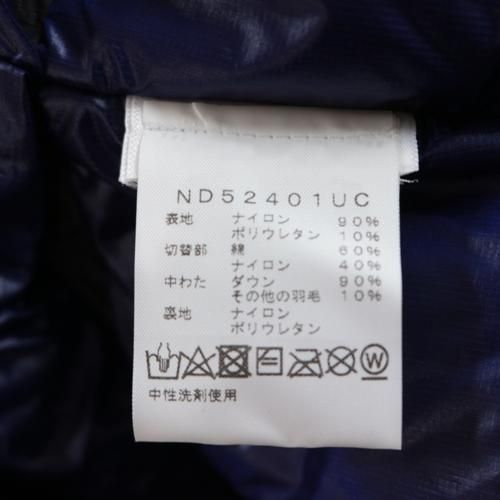 ND52401UC
表地 ナイロン 90%
ポリウレタン 10%
切替部 綿 60%
ナイロン 40%
中わた ダウン 90%
その他の羽毛 10%
裏地 ナイロン
ポリウレタン
W
中性洗剤使用